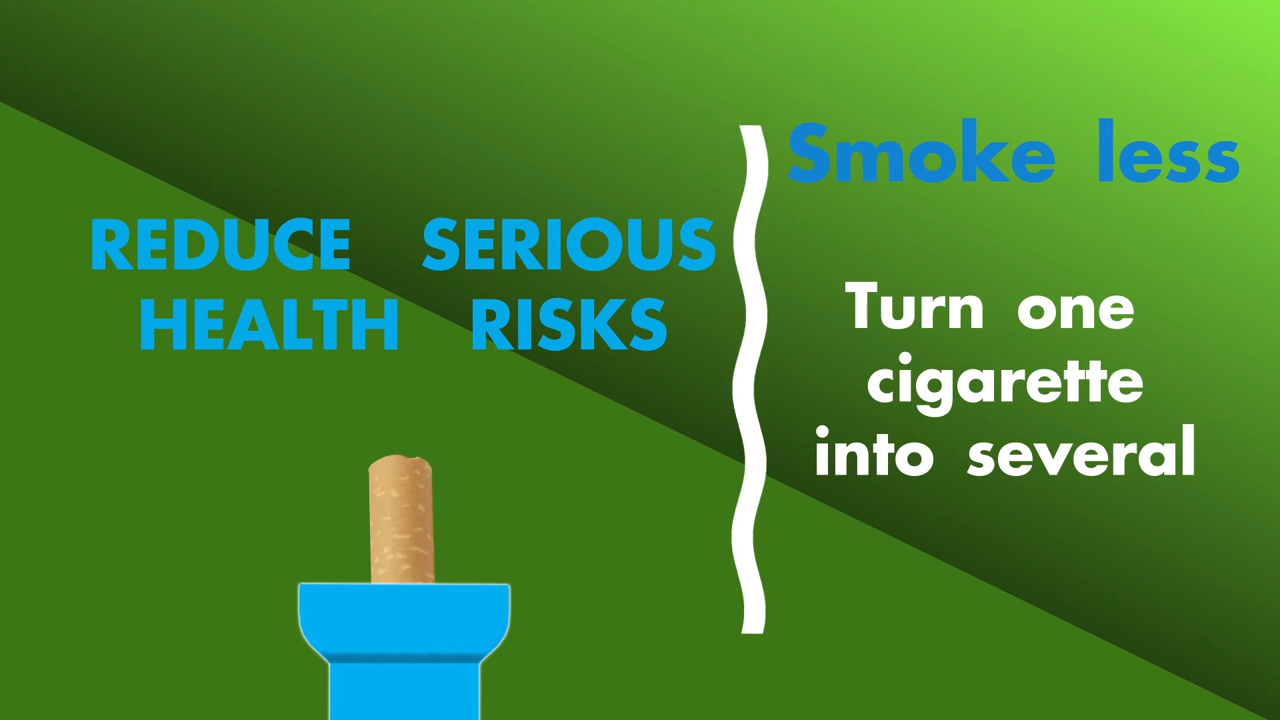 REDUCE SERIOUS
HEALTH RISKS
Smoke less
Turn one
cigarette
into several